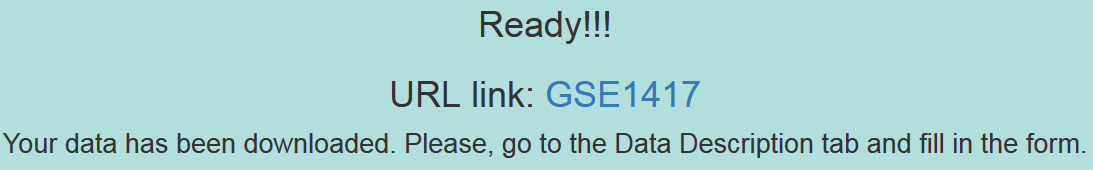 Ready!!!
URL link: GSE1417
Your data has been downloaded. Please, go to the Data Description tab and fill in the form.